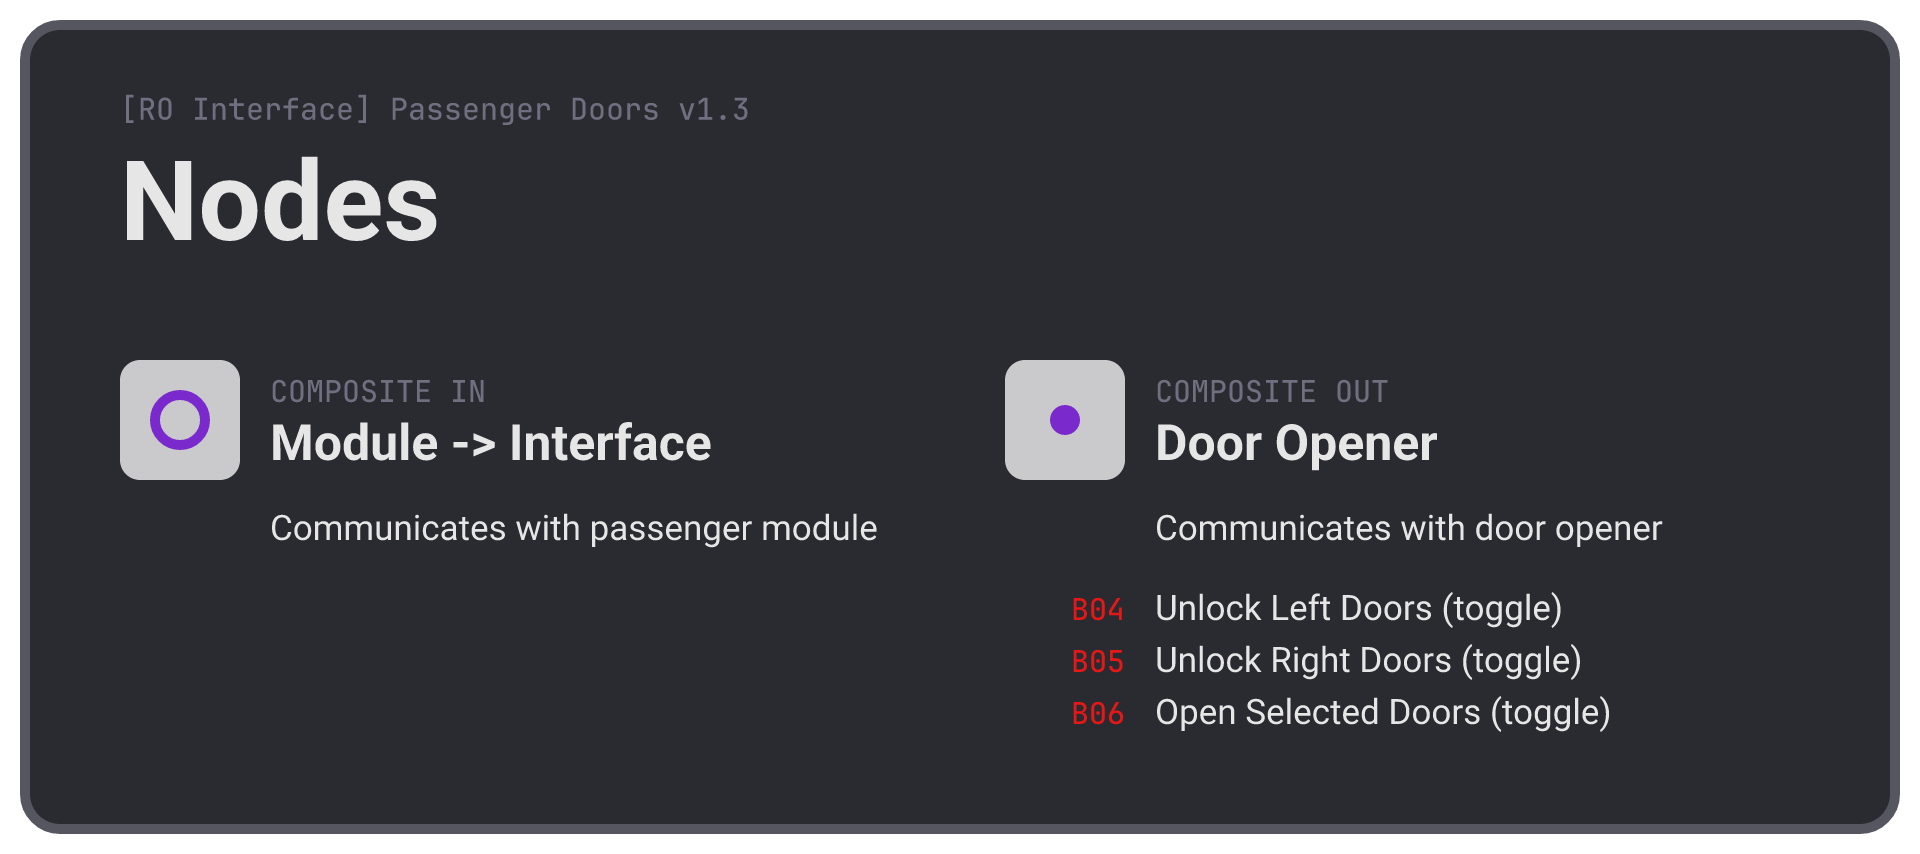 [RO Interface] Passenger Doors v1.3
Nodes
COMPOSITE IN
Module -> Interface
Communicates with passenger module
COMPOSITE OUT
Door Opener
Communicates with door opener
B04 Unlock Left Doors (toggle)
B05 Unlock Right Doors (toggle)
B06 Open Selected Doors (toggle)